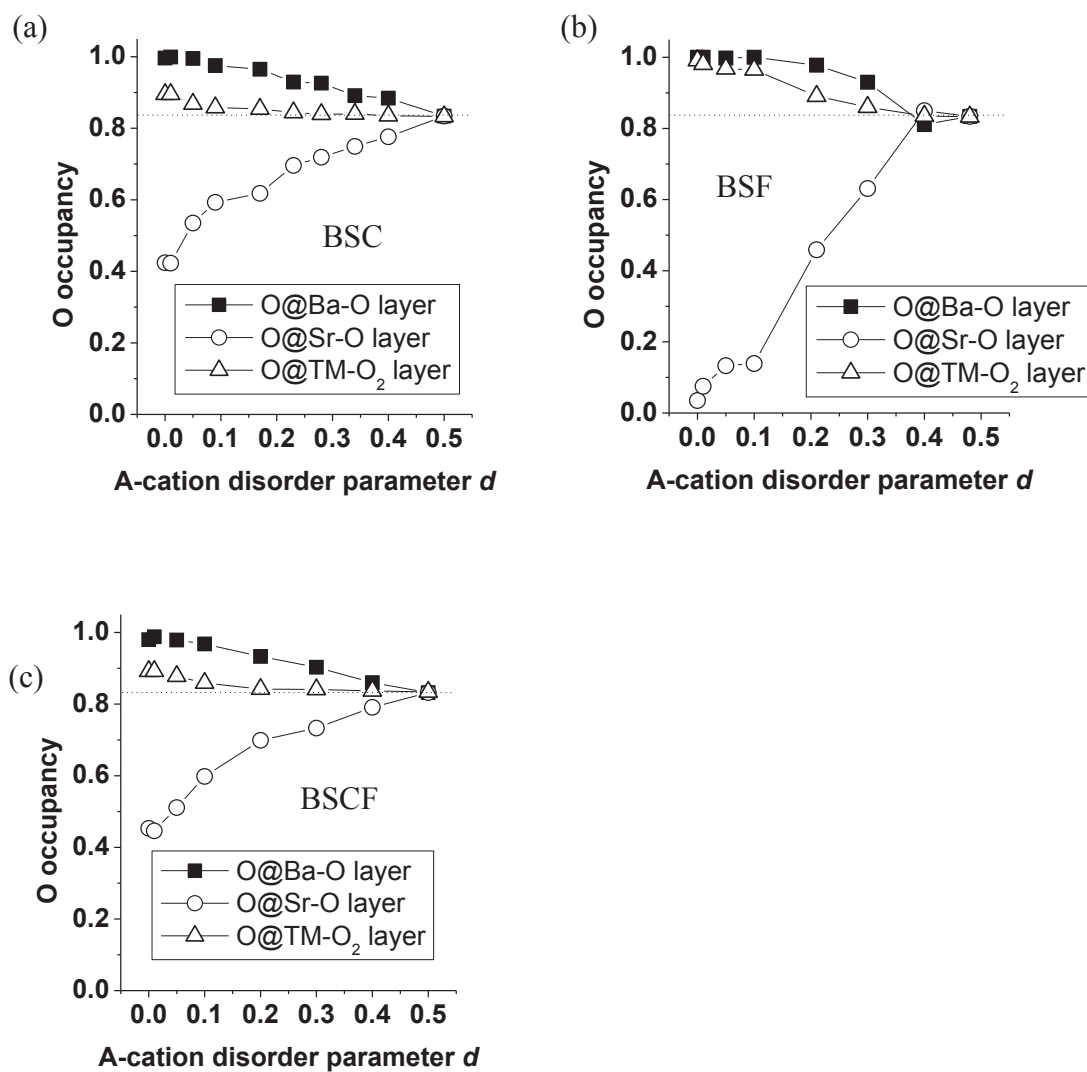 (a)
O occupancy
1.0
0.8
0.6
0.4
0.2
0.0
BSC
O@Ba-O layer
O@Sr-O layer
O@TM-O₂ layer
0.0 0.1 0.2 0.3 0.4 0.5
A-cation disorder parameter d
(b)
O occupancy
1.0
0.8
0.6
0.4
0.2
0.0
BSF
O@Ba-O layer
O@Sr-O layer
O@TM-O₂ layer
0.0 0.1 0.2 0.3 0.4 0.5
A-cation disorder parameter d
(c)
O occupancy
1.0
0.8
0.6
0.4
0.2
0.0
BSCF
O@Ba-O layer
O@Sr-O layer
O@TM-O₂ layer
0.0 0.1 0.2 0.3 0.4 0.5
A-cation disorder parameter d